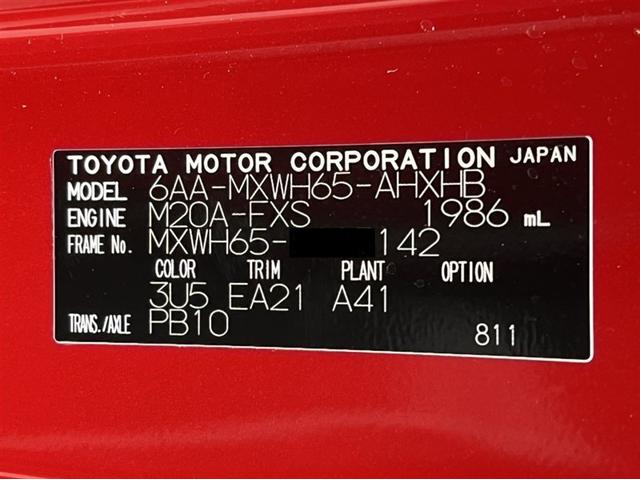 TOYOTA MOTOR CORPORATION JAPAN
MODEL 6AA-MXWH65-AHXHB
ENGINE M20A-FXS 1986 mL
FRAME No. MXWH65- 142
COLOR TRIM PLANT OPTION
3U5 EA21 A41
TRANS./AXLE PB10
811